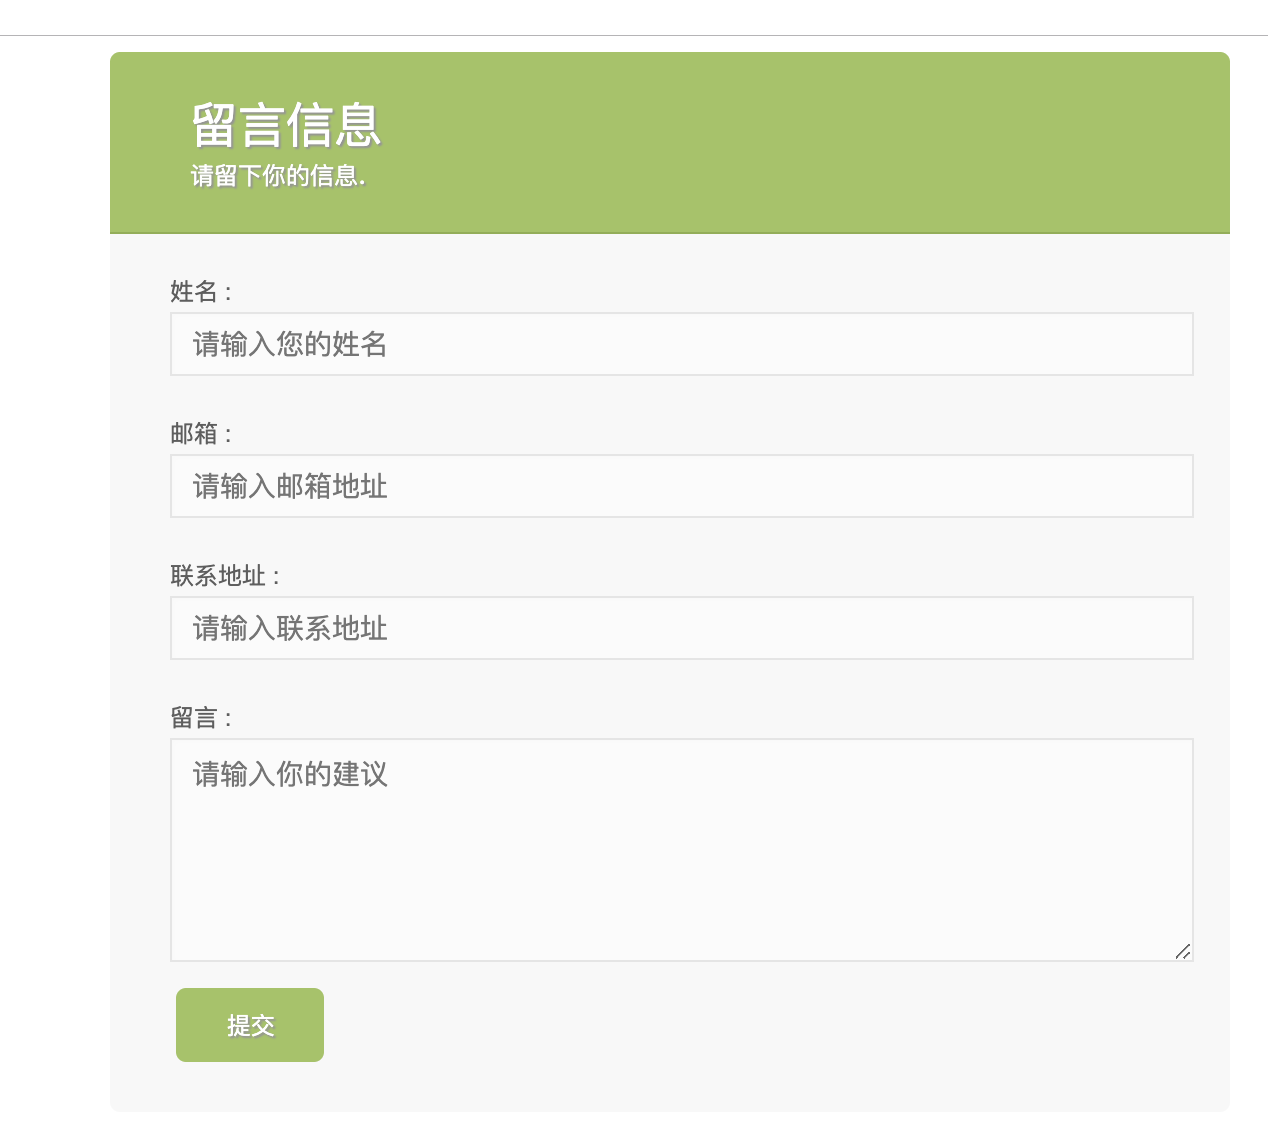 留言信息
请留下你的信息.
姓名 :
请输入您的姓名
邮箱 :
请输入邮箱地址
联系地址 :
请输入联系地址
留言 :
请输入你的建议
提交